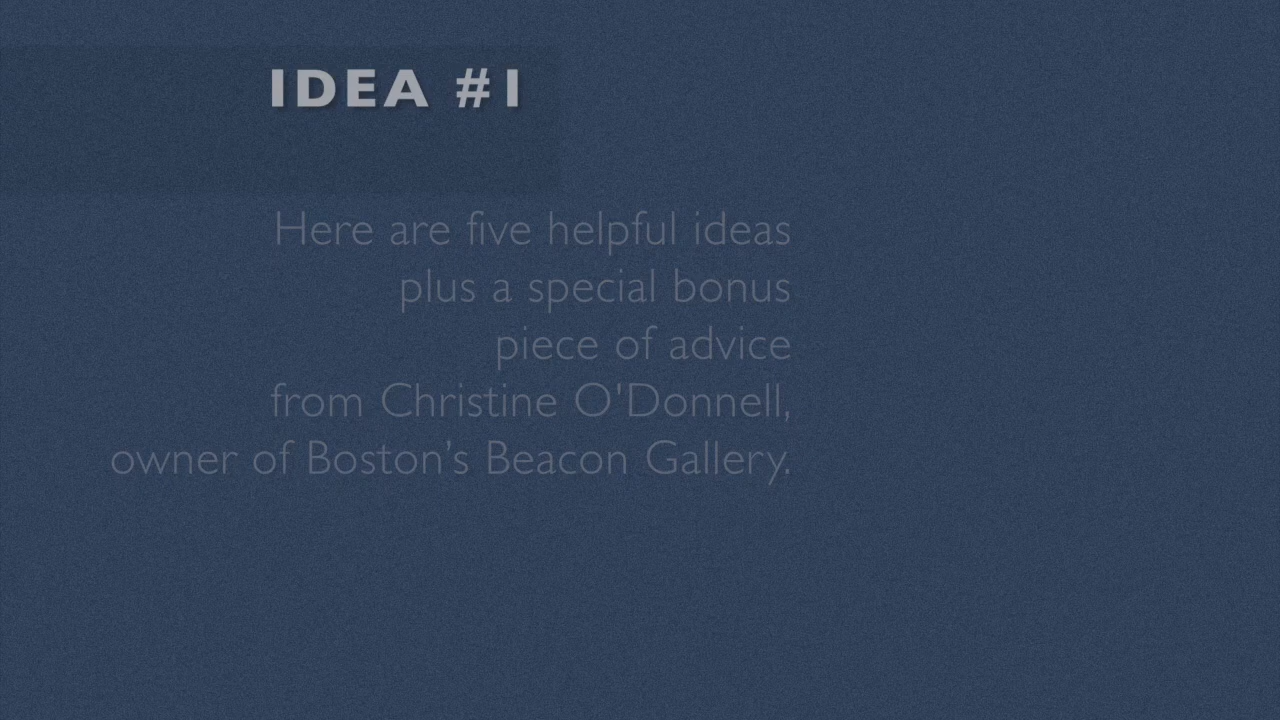 IDEA #1
Here are five helpful ideas
plus a special bonus
piece of advice
from Christine O'Donnell,
owner of Boston’s Beacon Gallery.